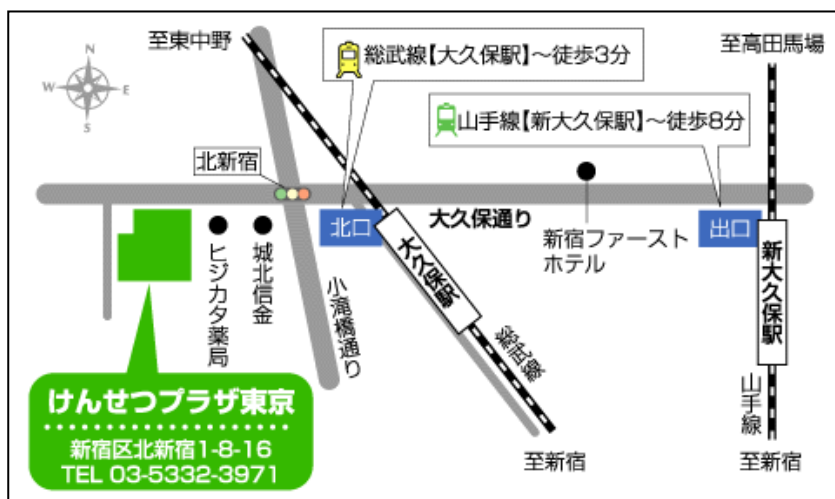 至東中野
総武線【大久保駅】～徒歩3分
至高田馬場
N
W
E
S
山手線【新大久保駅】～徒歩8分
北新宿
北口
大久保通り
新宿ファースト
ホテル
出口
ヒジカタ薬局
城北信金
小滝橋通り
大久保駅
新大久保駅
総武線
山手線
けんせつプラザ東京
新宿区北新宿1-8-16
TEL 03-5332-3971
至新宿
至新宿